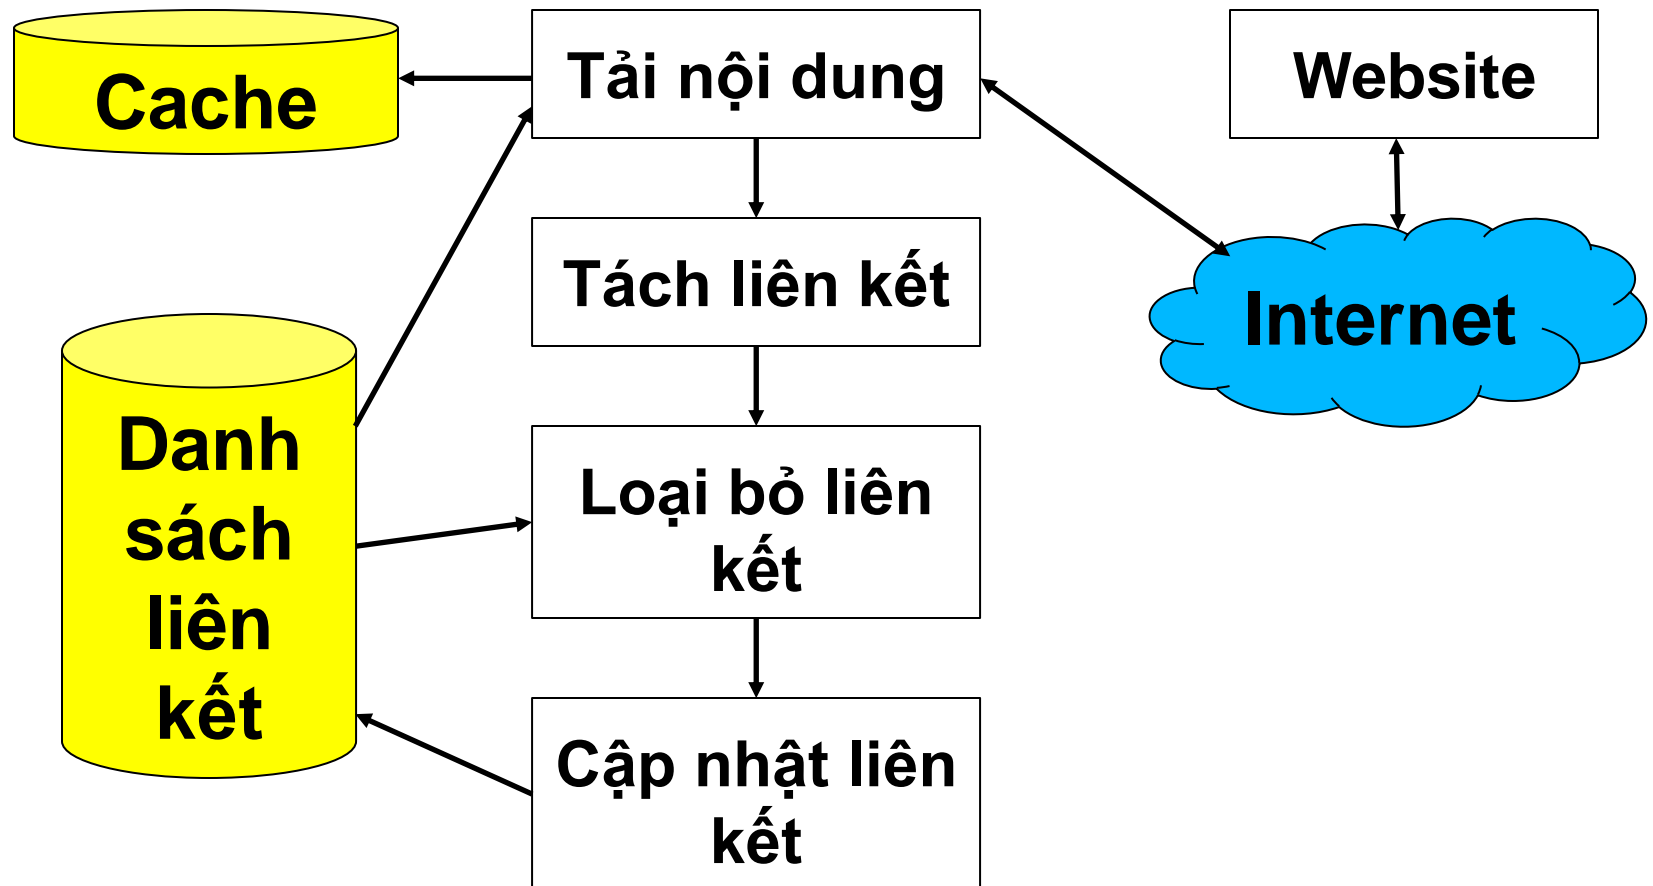 Cache
Tải nội dung
Website
Tách liên kết
Internet
Danh
sách
liên
kết
Loại bỏ liên
kết
Cập nhật liên
kết